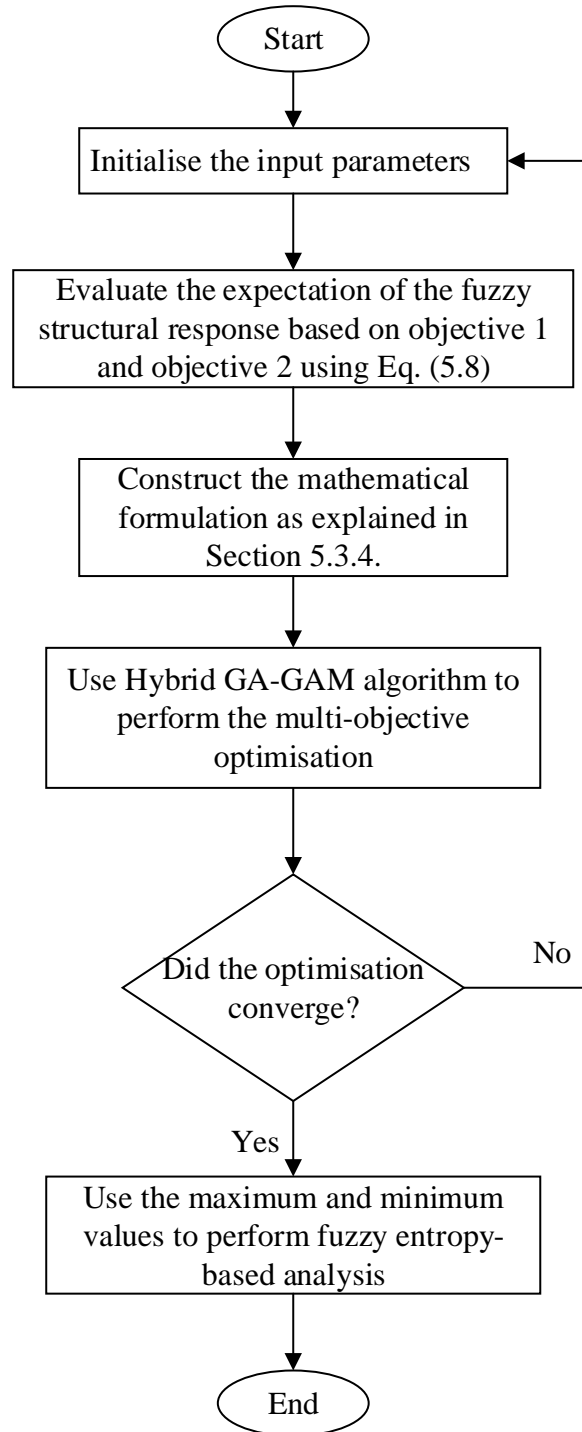 Start
Initialise the input parameters
Evaluate the expectation of the fuzzy
structural response based on objective 1
and objective 2 using Eq. (5.8)
Construct the mathematical
formulation as explained in
Section 5.3.4.
Use Hybrid GA-GAM algorithm to
perform the multi-objective
optimisation
Did the optimisation
converge?
No
Yes
Use the maximum and minimum
values to perform fuzzy entropy-
based analysis
End